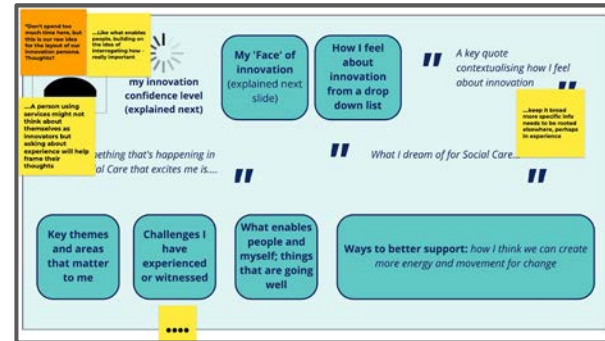 "Don't spend too
much time here, but
this is our raw idea
for the layout of our
innovation persona.
Thoughts?
...Like what enables
people, building on
the idea of
interrogating how -
really important
my innovation
confidence level
(explained next)
My 'Face' of
innovation
(explained next
slide)
How I feel
about
innovation
from a drop
down list
"
A key quote
contextualising how I feel
about innovation
...A person using
services might not
think about
themselves as
innovators but
asking about
experience will help
frame their
thoughts
...keep it broad
more specific info
needs to be rooted
elsewhere, perhaps
in experience
ething that's happening in
ial Care that excites me is....
"
"
What I dream of for Social Care...
"
Key themes
and areas
that matter
to me
Challenges I
have
experienced
or witnessed
What enables
people and
myself; things
that are going
well
Ways to better support: how I think we can create
more energy and movement for change
....